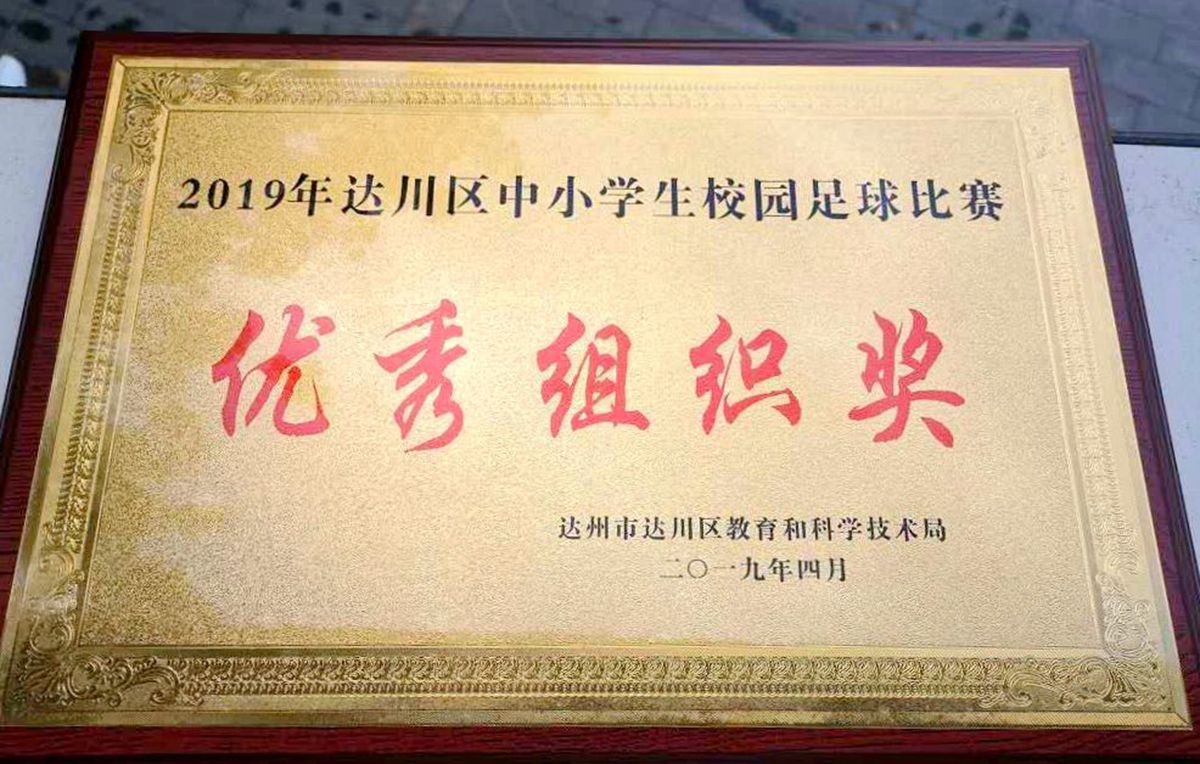 2019年达川区中小学生校园足球比赛
优秀组织奖
达州市达川区教育和科学技术局
二〇一九年四月